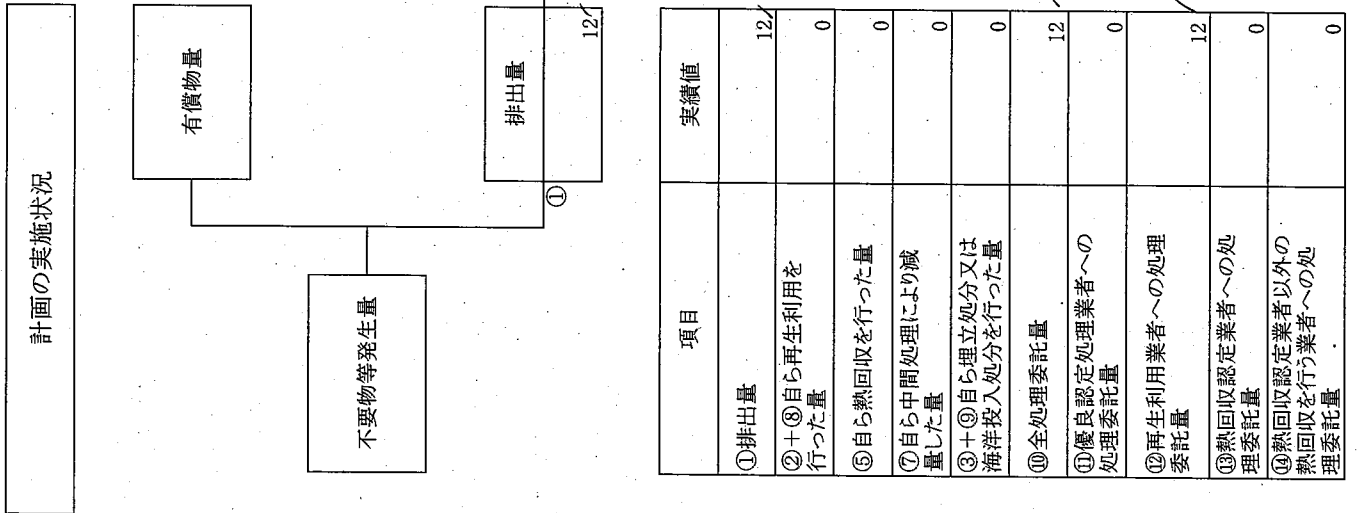 計画の実施状況
有償物量
不要物等発生量
排出量
①
12
項目
実績値
①排出量
12
②+⑧自ら再生利用を
行った量
0
⑤自ら熱回収を行った量
0
⑦自ら中間処理により減
量した量
0
③+⑨自ら埋立処分又は
海洋投入処分を行った量
0
⑩全処理委託量
12
⑪優良認定処理業者への
処理委託量
0
⑫再生利用業者への処理
委託量
12
⑬熱回収認定業者への処
理委託量
0
⑭熱回収認定業者以外の
熱回収を行う業者への処
理委託量
0